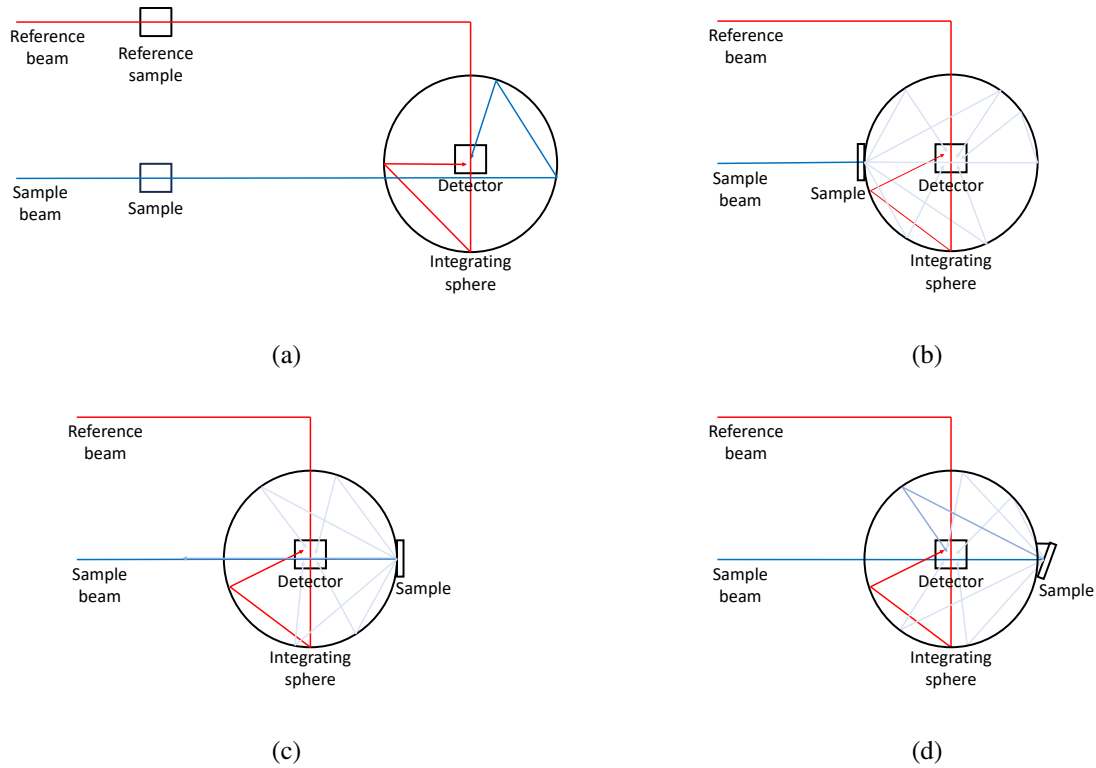 Reference
beam
Reference
sample
Sample
beam
Sample
Detector
Integrating
sphere
(a)
Reference
beam
Sample
beam
Sample
Detector
Integrating
sphere
(b)
Reference
beam
Sample
beam
Detector
Sample
Integrating
sphere
(c)
Reference
beam
Sample
beam
Detector
Sample
Integrating
sphere
(d)